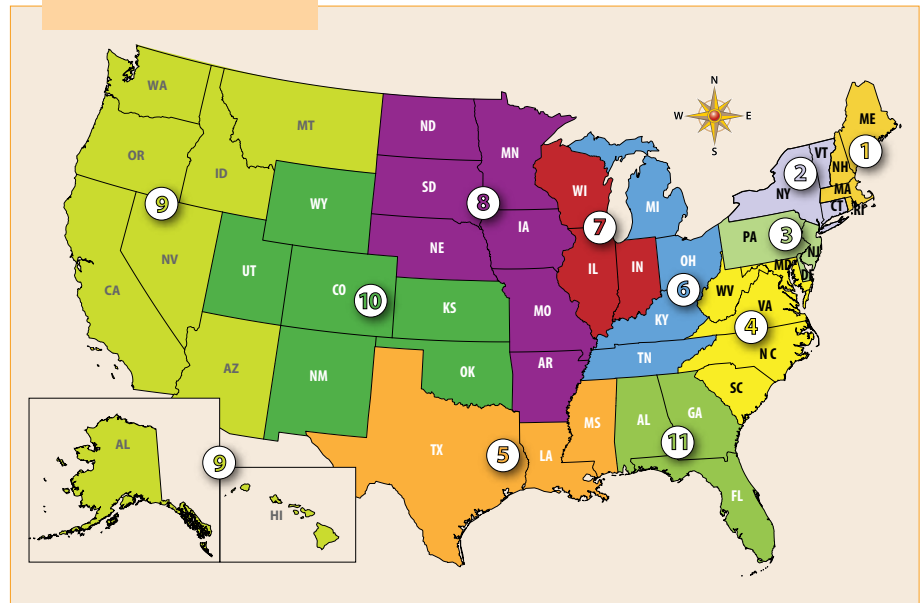 N
W E
S
WA
MT
ND
MN
ME
OR
VT
1
ID
SD
WI
2
NH
NY
MA
9
WY
8
MI
CT
RI
IA
7
PA
3
NV
NE
OH
NJ
UT
IL
IN
MD
DE
CA
CO
10
6
WV
KS
MO
KY
VA
4
NC
AZ
NM
OK
AR
TN
SC
TX
5
LA
MS
AL
GA
11
FL
AL
9
HI